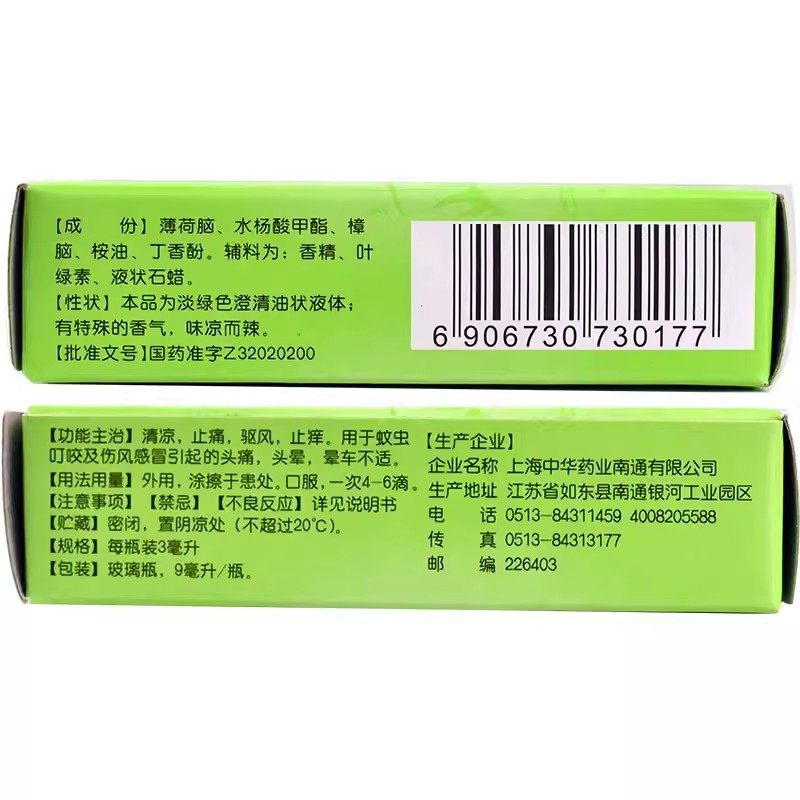 【成　份】薄荷脑、水杨酸甲酯、樟
脑、桉油、丁香酚。辅料为：香精、叶
绿素、液状石蜡。
【性状】本品为淡绿色澄清油状液体；
有特殊的香气，味凉而辣。
【批准文号】国药准字Z32020200
6 906730 730177
【功能主治】清凉，止痛，驱风，止痒。用于蚊虫
叮咬及伤风感冒引起的头痛，头晕，晕车不适。
【用法用量】外用，涂擦于患处。口服，一次4-6滴。
【注意事项】【禁忌】【不良反应】详见说明书
【贮藏】密闭，置阴凉处（不超过20℃）。
【规格】每瓶装3毫升
【包装】玻璃瓶，9毫升/瓶。
【生产企业】
企业名称 上海中华药业南通有限公司
生产地址 江苏省如东县南通银河工业园区
电　话 0513-84311459 4008205588
传　真 0513-84313177
邮　编 226403